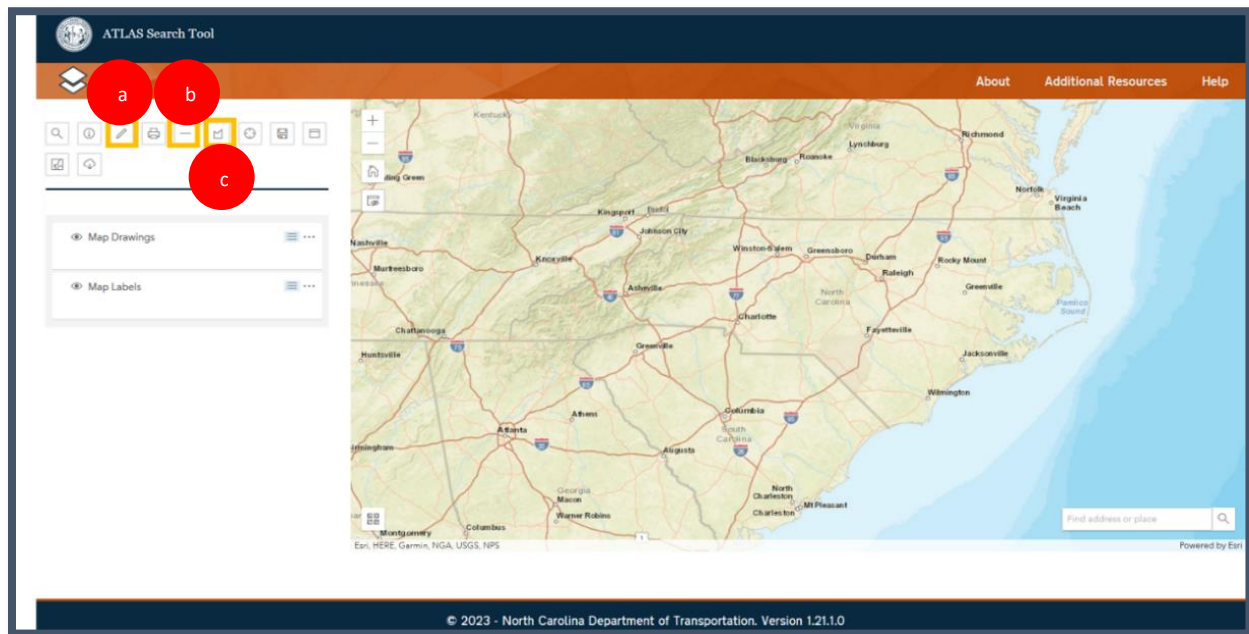 ATLAS Search Tool
a
b
About Additional Resources Help
c
Map Drawings
Map Labels
Kentucky
Virginia
Lynchburg
Richmond
Blacksburg
Roanoke
Norfolk
Virginia
Beach
Kingsport
Bristol
Johnson City
Nashville
Winston-Salem
Greensboro
Durham
Rocky Mount
Knoxville
Raleigh
Asheville
North
Carolina
Greenville
Pamlico
Sound
Charlotte
Chattanooga
Fayetteville
Greenville
Huntsville
Jacksonville
Wilmington
Columbia
Athens
Atlanta
South
Carolina
Augusta
North
Charleston
Georgia
Macon
Mt Pleasant
Warner Robins
Charleston
Find address or place
Columbus
Montgomery
Esri, HERE, Garmin, NGA, USGS, NPS
Powered by Esri
© 2023 - North Carolina Department of Transportation. Version 1.21.1.0